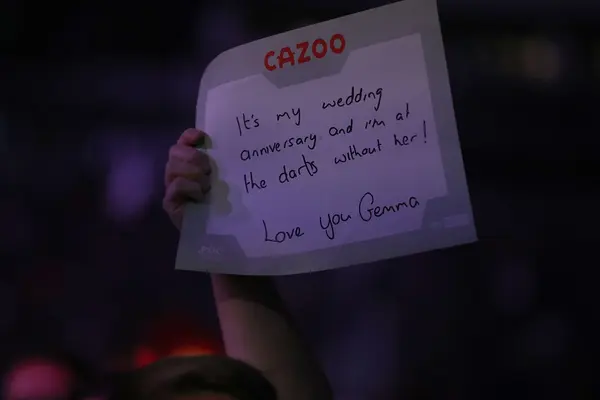 CAZOO
It's my wedding
anniversary and i'm at
the darts without her!
Love you Gemma